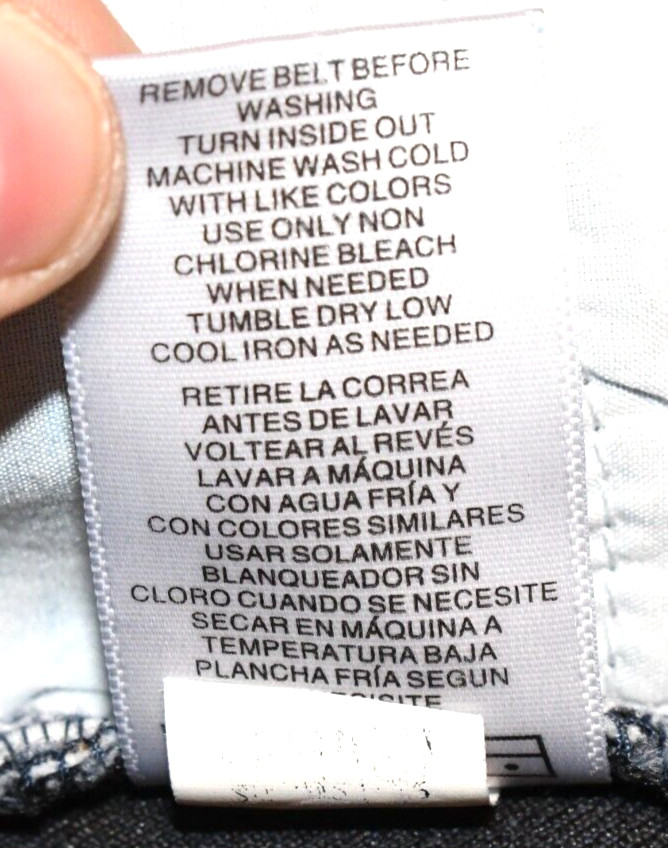 REMOVE BELT BEFORE
WASHING
TURN INSIDE OUT
MACHINE WASH COLD
WITH LIKE COLORS
USE ONLY NON
CHLORINE BLEACH
WHEN NEEDED
TUMBLE DRY LOW
COOL IRON AS NEEDED
RETIRE LA CORREA
ANTES DE LAVAR
VOLTEAR AL REVÉS
LAVAR A MÁQUINA
CON AGUA FRÍA Y
CON COLORES SIMILARES
USAR SOLAMENTE
BLANQUEADOR SIN
CLORO CUANDO SE NECESITE
SECAR EN MÁQUINA A
TEMPERATURA BAJA
PLANCHA FRÍA SEGUN